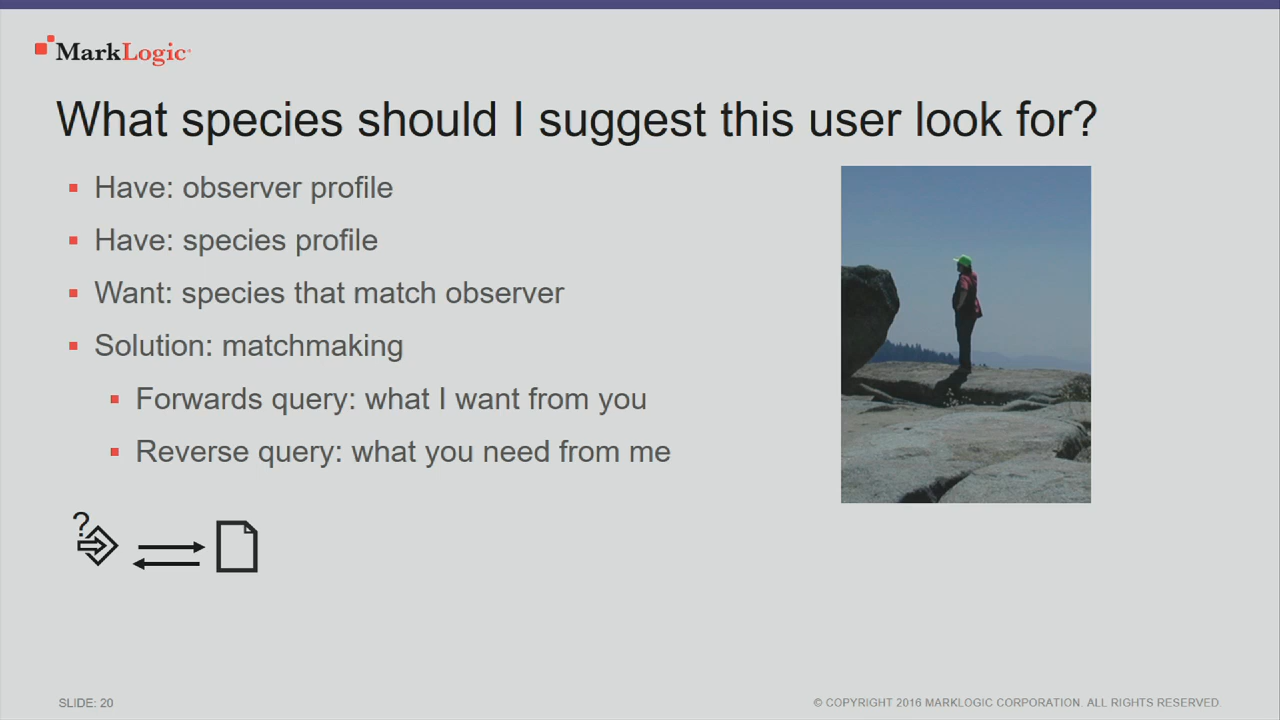 MarkLogic
What species should I suggest this user look for?
Have: observer profile
Have: species profile
Want: species that match observer
Solution: matchmaking
Forwards query: what I want from you
Reverse query: what you need from me
?
SLIDE: 20
© COPYRIGHT 2016 MARKLOGIC CORPORATION. ALL RIGHTS RESERVED.